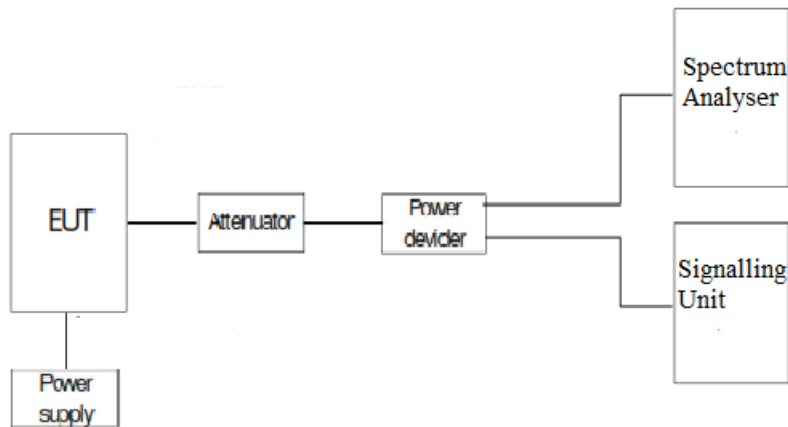 EUT
Attenuator
Power
devider
Spectrum
Analyser
Signalling
Unit
Power
supply